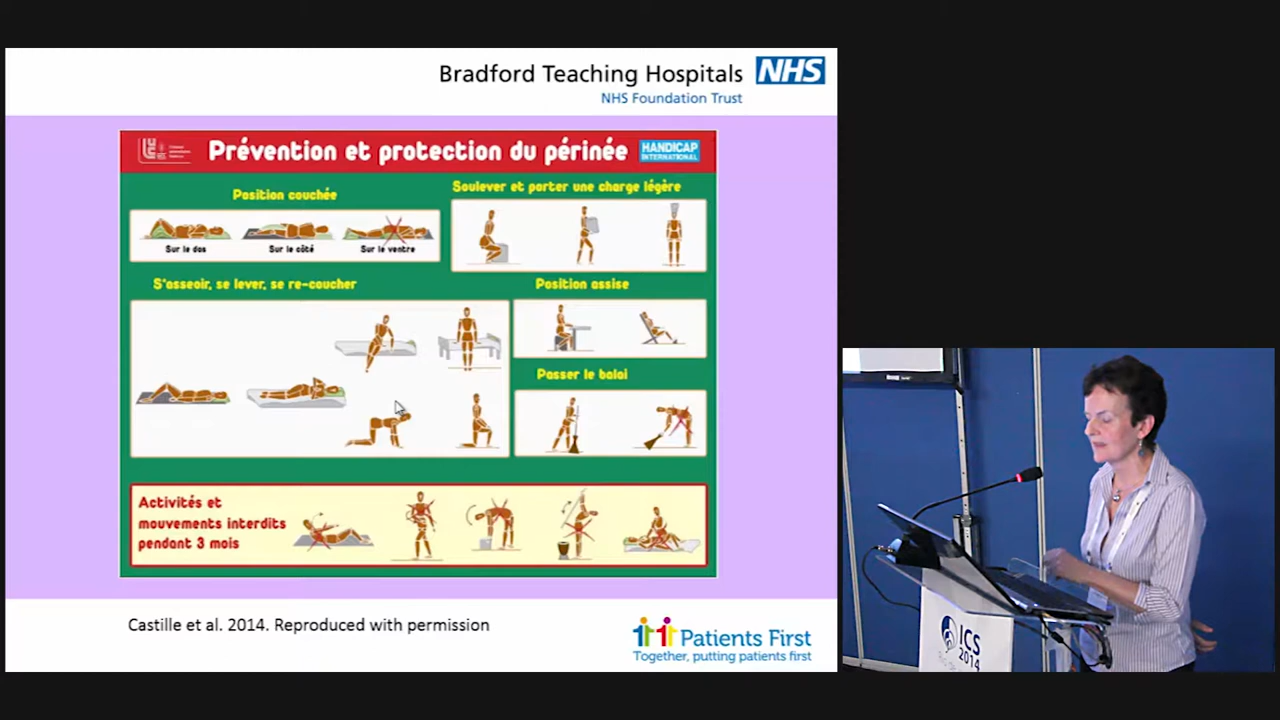 Bradford Teaching Hospitals NHS
NHS Foundation Trust
Prévention et protection du périnée
HANDICAP
INTERNATIONAL
Position couchée
Sur le dos
Sur le côté
Sur le ventre
Soulever et porter une charge légère
S'asseoir, se lever, se re-coucher
Position assise
Passer le balai
Activités et
mouvements interdits
pendant 3 mois
Castille et al. 2014. Reproduced with permission
Patients First
Together, putting patients first
ICS
2014